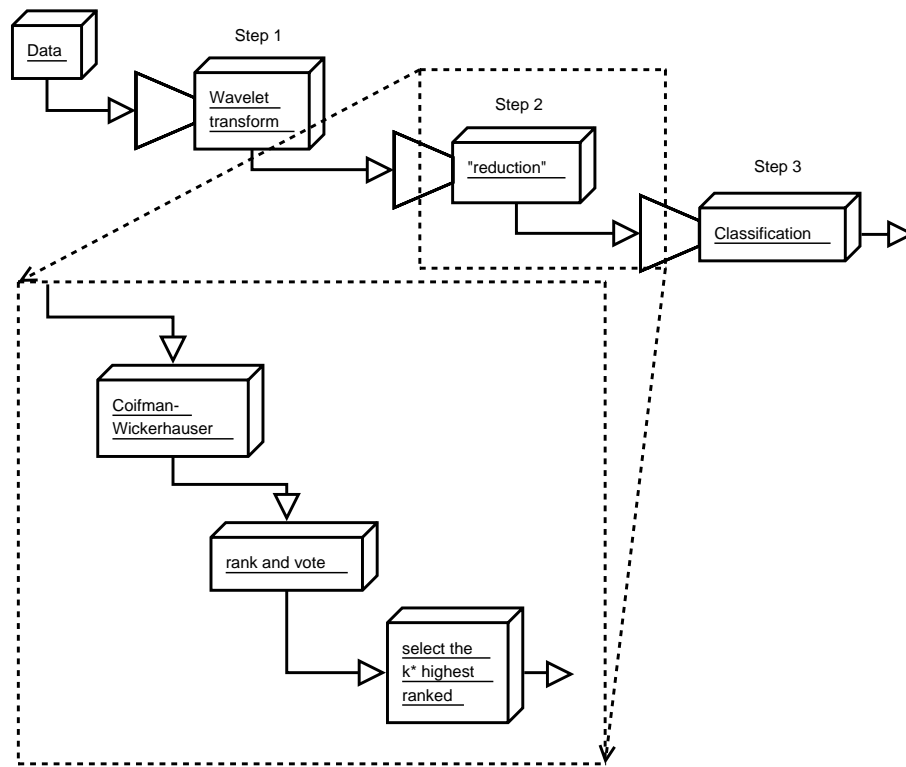 Step 1
Data
Wavelet
transform
Step 2
"reduction"
Step 3
Classification
Coifman-
Wickerhauser
rank and vote
select the
k* highest
ranked